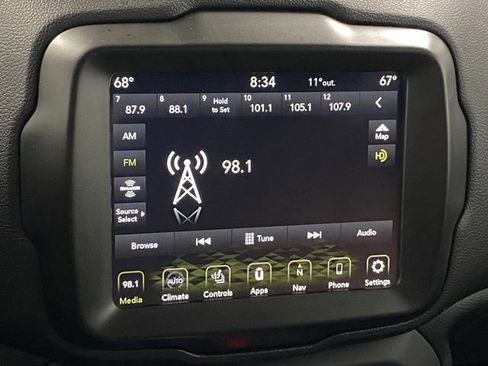 68° 8:34 11°out. 67°
7 8 9 Hold to Set 10 11 12
87.9 88.1 101.1 105.1 107.9
AM
Map
FM
98.1
HD
Source Select
Browse Tune Audio
98.1 AUTO N
Media Climate Controls Apps Nav Phone Settings